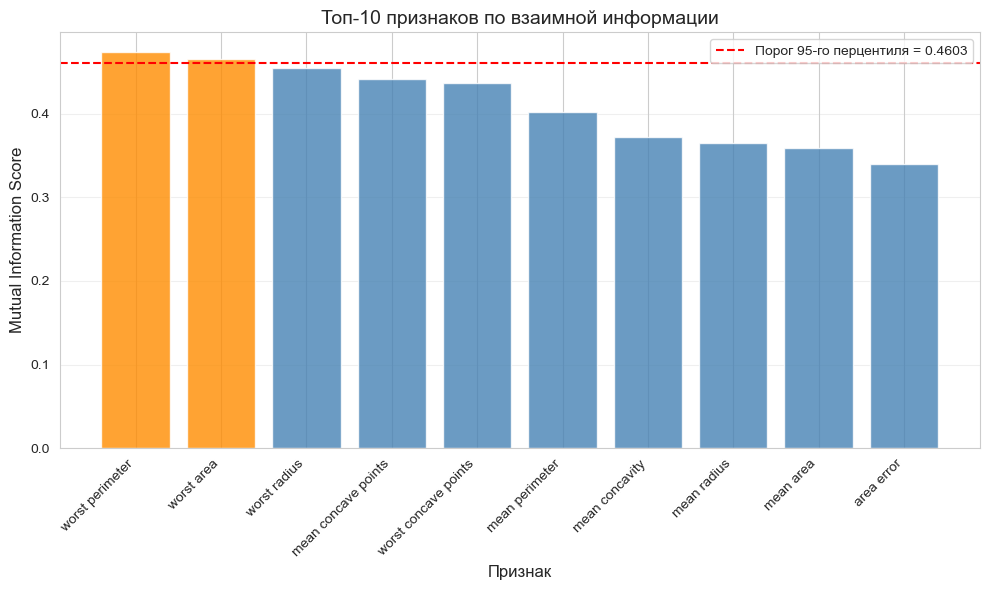 Топ-10 признаков по взаимной информации
Порог 95-го перцентиля = 0.4603
Mutual Information Score
0.4
0.3
0.2
0.1
0.0
worst perimeter
worst area
worst radius
mean concave points
worst concave points
mean perimeter
mean concavity
mean radius
mean area
area error
Признак